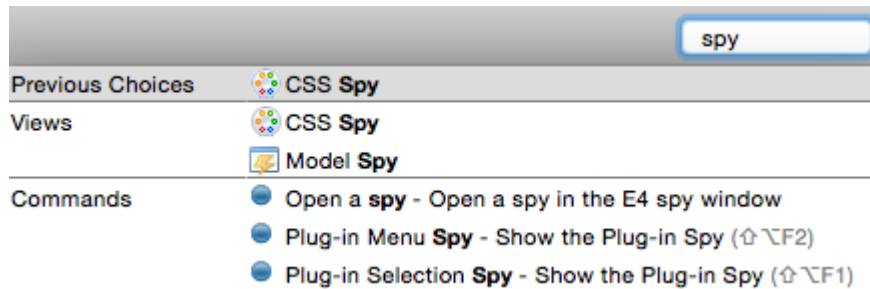 spy
Previous Choices CSS Spy
Views CSS Spy
Model Spy
Commands Open a spy - Open a spy in the E4 spy window
Plug-in Menu Spy - Show the Plug-in Spy (⇧⌥F2)
Plug-in Selection Spy - Show the Plug-in Spy (⇧⌥F1)